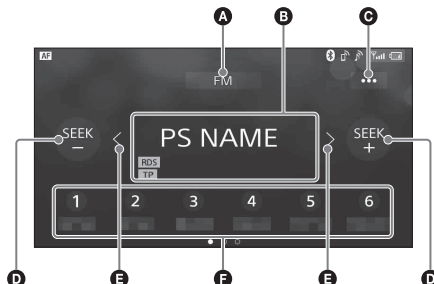 A B C
AF
FM
SEEK
− < PS NAME > SEEK
+
RDS
TP
1 2 3 4 5 6
D E F E D